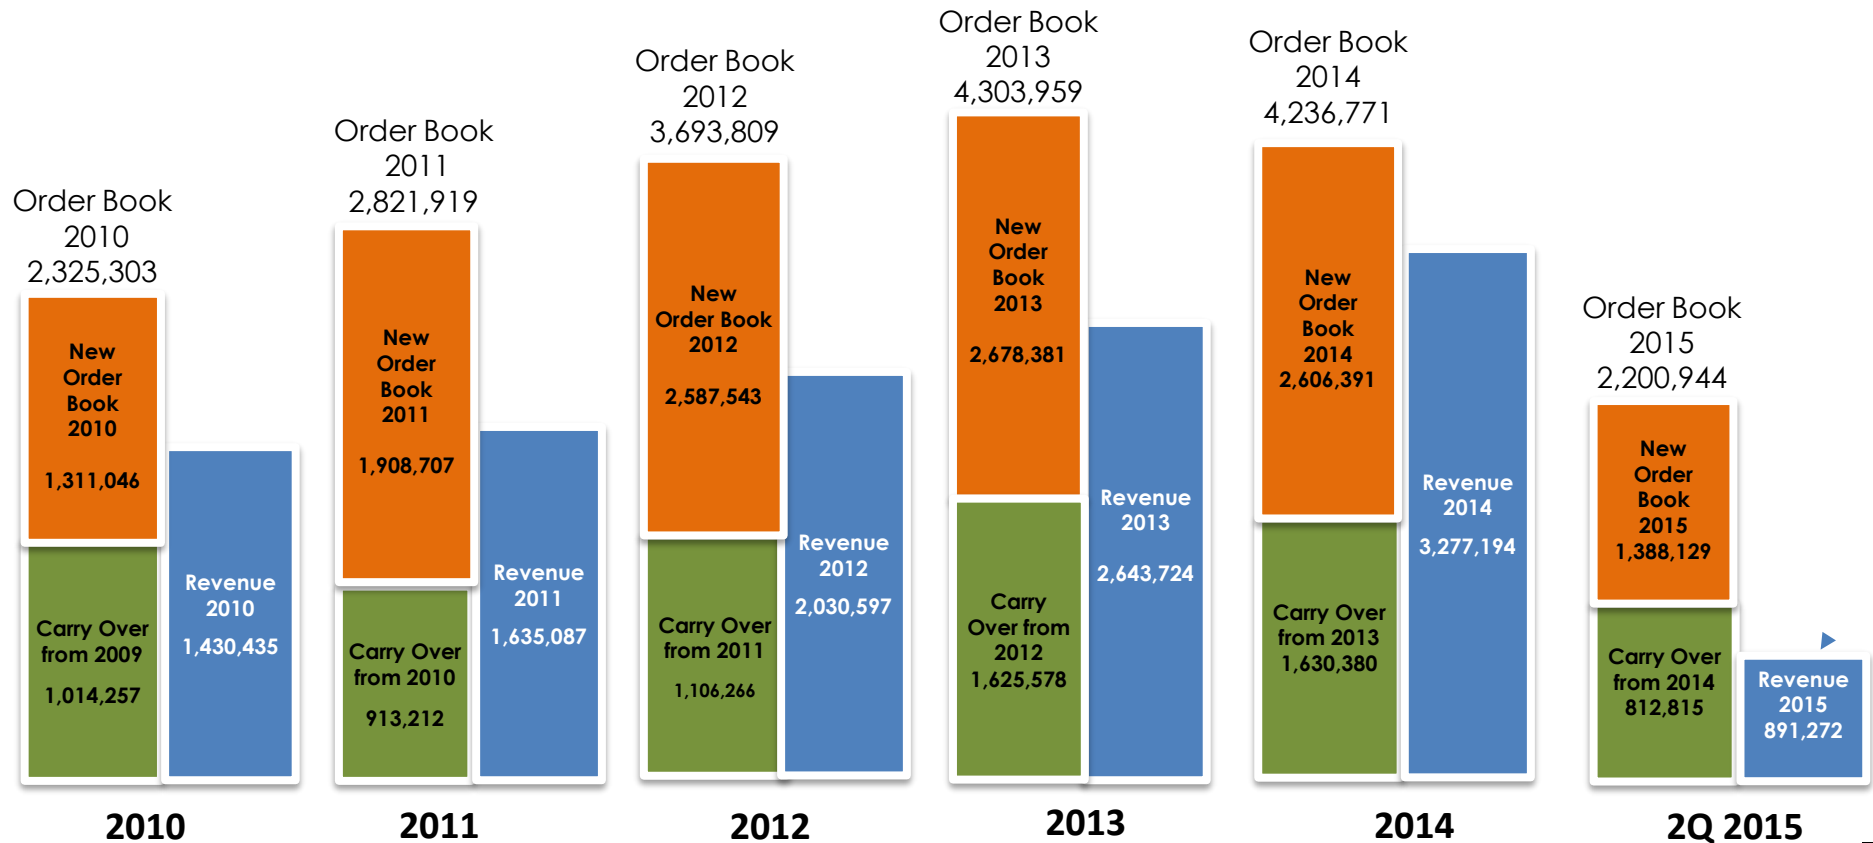 Order Book
2010
2,325,303
New
Order
Book
2010
1,311,046
Carry Over
from 2009
1,014,257
Revenue
2010
1,430,435
2010
Order Book
2011
2,821,919
New
Order
Book
2011
1,908,707
Carry Over
from 2010
913,212
Revenue
2011
1,635,087
2011
Order Book
2012
3,693,809
New
Order Book
2012
2,587,543
Carry Over
from 2011
1,106,266
Revenue
2012
2,030,597
2012
Order Book
2013
4,303,959
New
Order
Book
2013
2,678,381
Carry
Over from
2012
1,625,578
Revenue
2013
2,643,724
2013
Order Book
2014
4,236,771
New
Order
Book
2014
2,606,391
Carry Over
from 2013
1,630,380
Revenue
2014
3,277,194
2014
Order Book
2015
2,200,944
New
Order
Book
2015
1,388,129
Carry Over
from 2014
812,815
Revenue
2015
891,272
2Q 2015